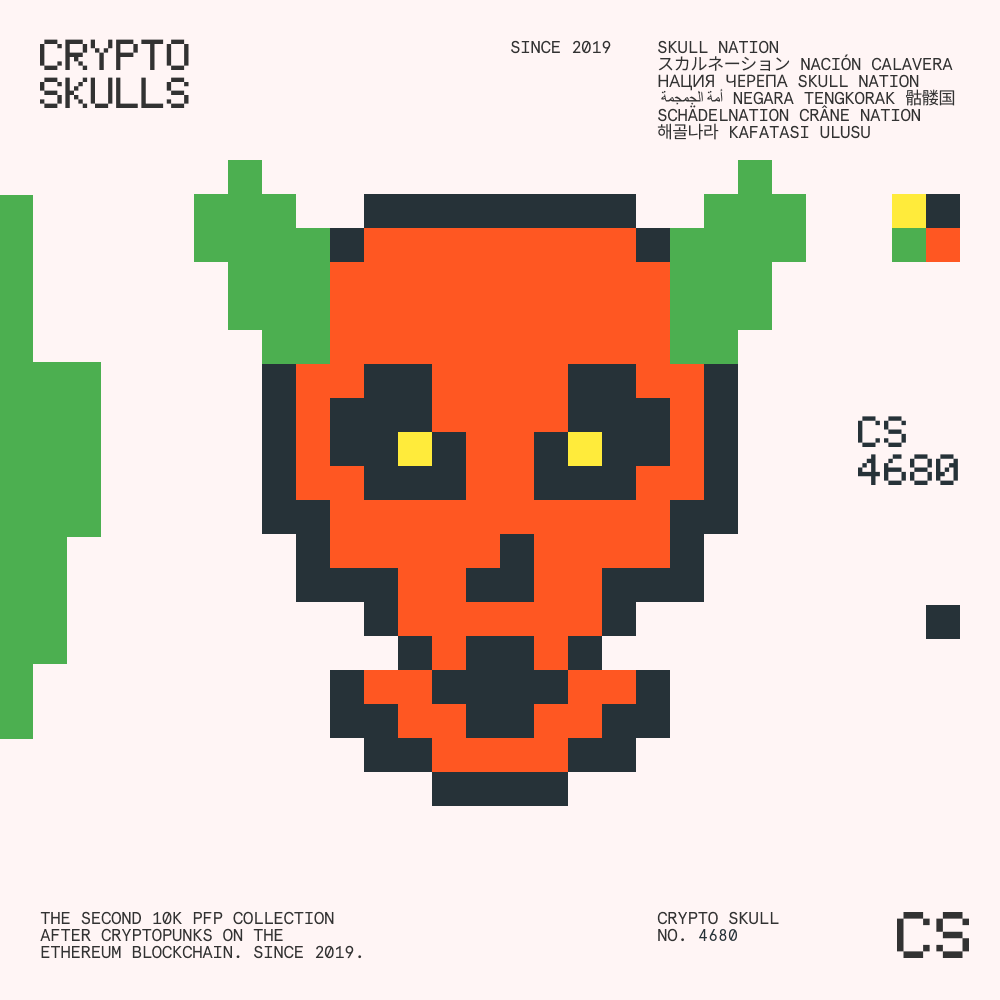 CRYPTO
SKULLS
SINCE 2019
SKULL NATION
スカルネーション NACIÓN CALAVERA
НАЦИЯ ЧЕРЕПА SKULL NATION
أمة الجمجمة NEGARA TENGKORAK 骷髅国
SCHÄDELNATION CRÂNE NATION
해골나라 KAFATASI ULUSU
CS
4680
THE SECOND 10K PFP COLLECTION
AFTER CRYPTOPUNKS ON THE
ETHEREUM BLOCKCHAIN. SINCE 2019.
CRYPTO SKULL
NO. 4680
CS